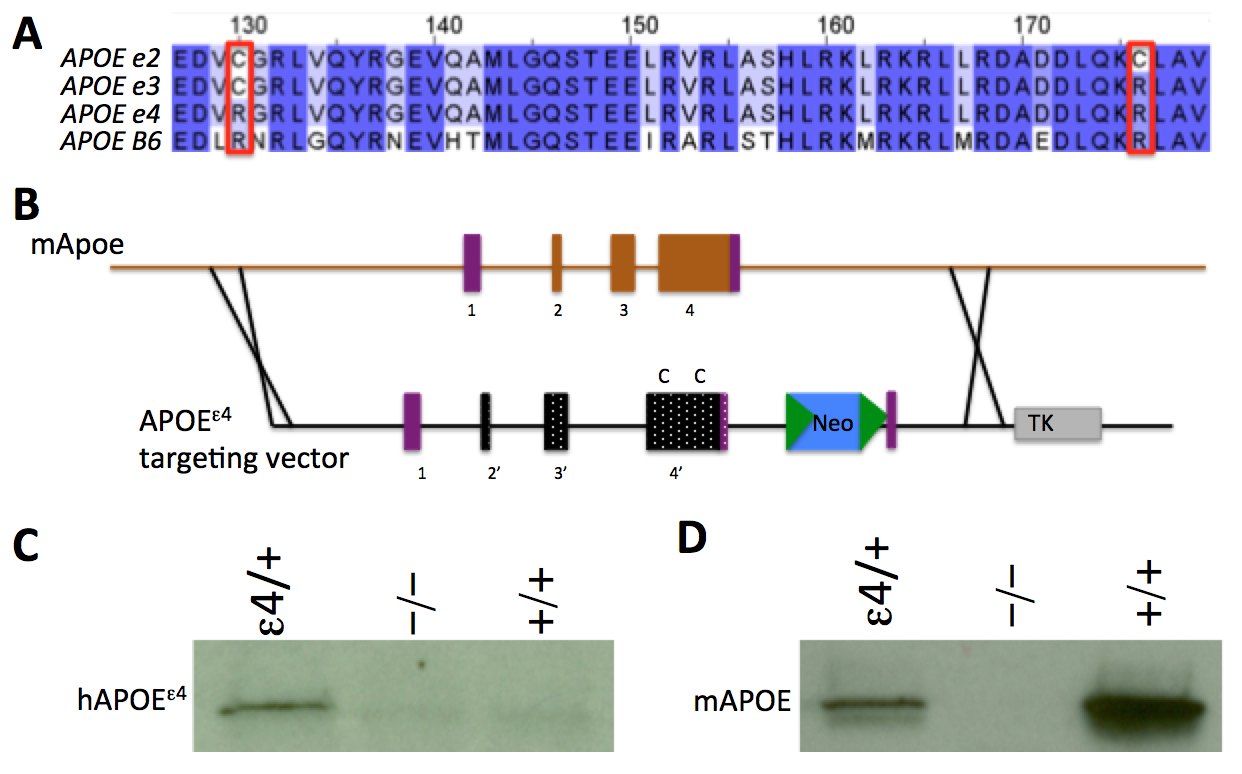 A
130 140 150 160 170
APOE e2 EDVCGRLVQYRGEVQAMLGQSTEELRVRLASHLRKLRKRLLRDADDLQKCLAV
APOE e3 EDVCGRLVQYRGEVQAMLGQSTEELRVRLASHLRKLRKRLLRDADDLQKRLAV
APOE e4 EDVRGRLVQYRGEVQAMLGQSTEELRVRLASHLRKLRKRLLRDADDLQKRLAV
APOE B6 EDLRNRLGQYRNEVHTMLGQSTEEIRARLSTHLRKMRKRLMRDAEDLQKRLAV
B
mApoe
1 2 3 4
C C
APOEε4
targeting vector
Neo
TK
1 2’ 3’ 4’
C
ε4/+ –/– +/+
hAPOEε4
D
ε4/+ –/– +/+
mAPOE